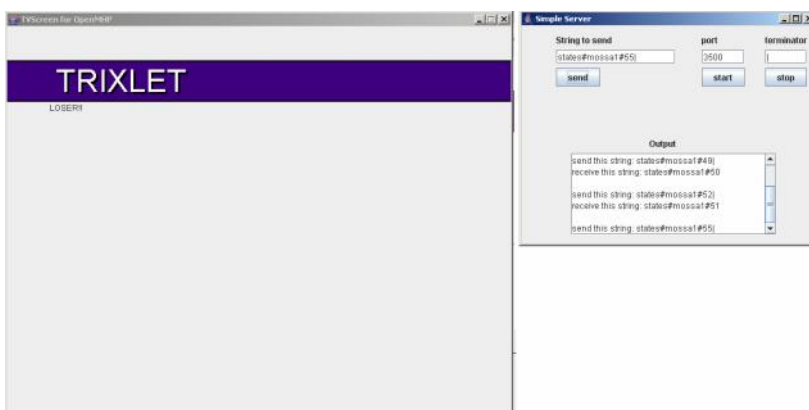 TVScreen for OpenMHP
TRIXLET
LOSER!!
Simple Server
String to send port terminator
states#mossa1#55| 3500 |
send start stop
Output
send this string: states#mossa1#49|
receive this string: states#mossa1#50
send this string: states#mossa1#52|
receive this string: states#mossa1#51
send this string: states#mossa1#55|